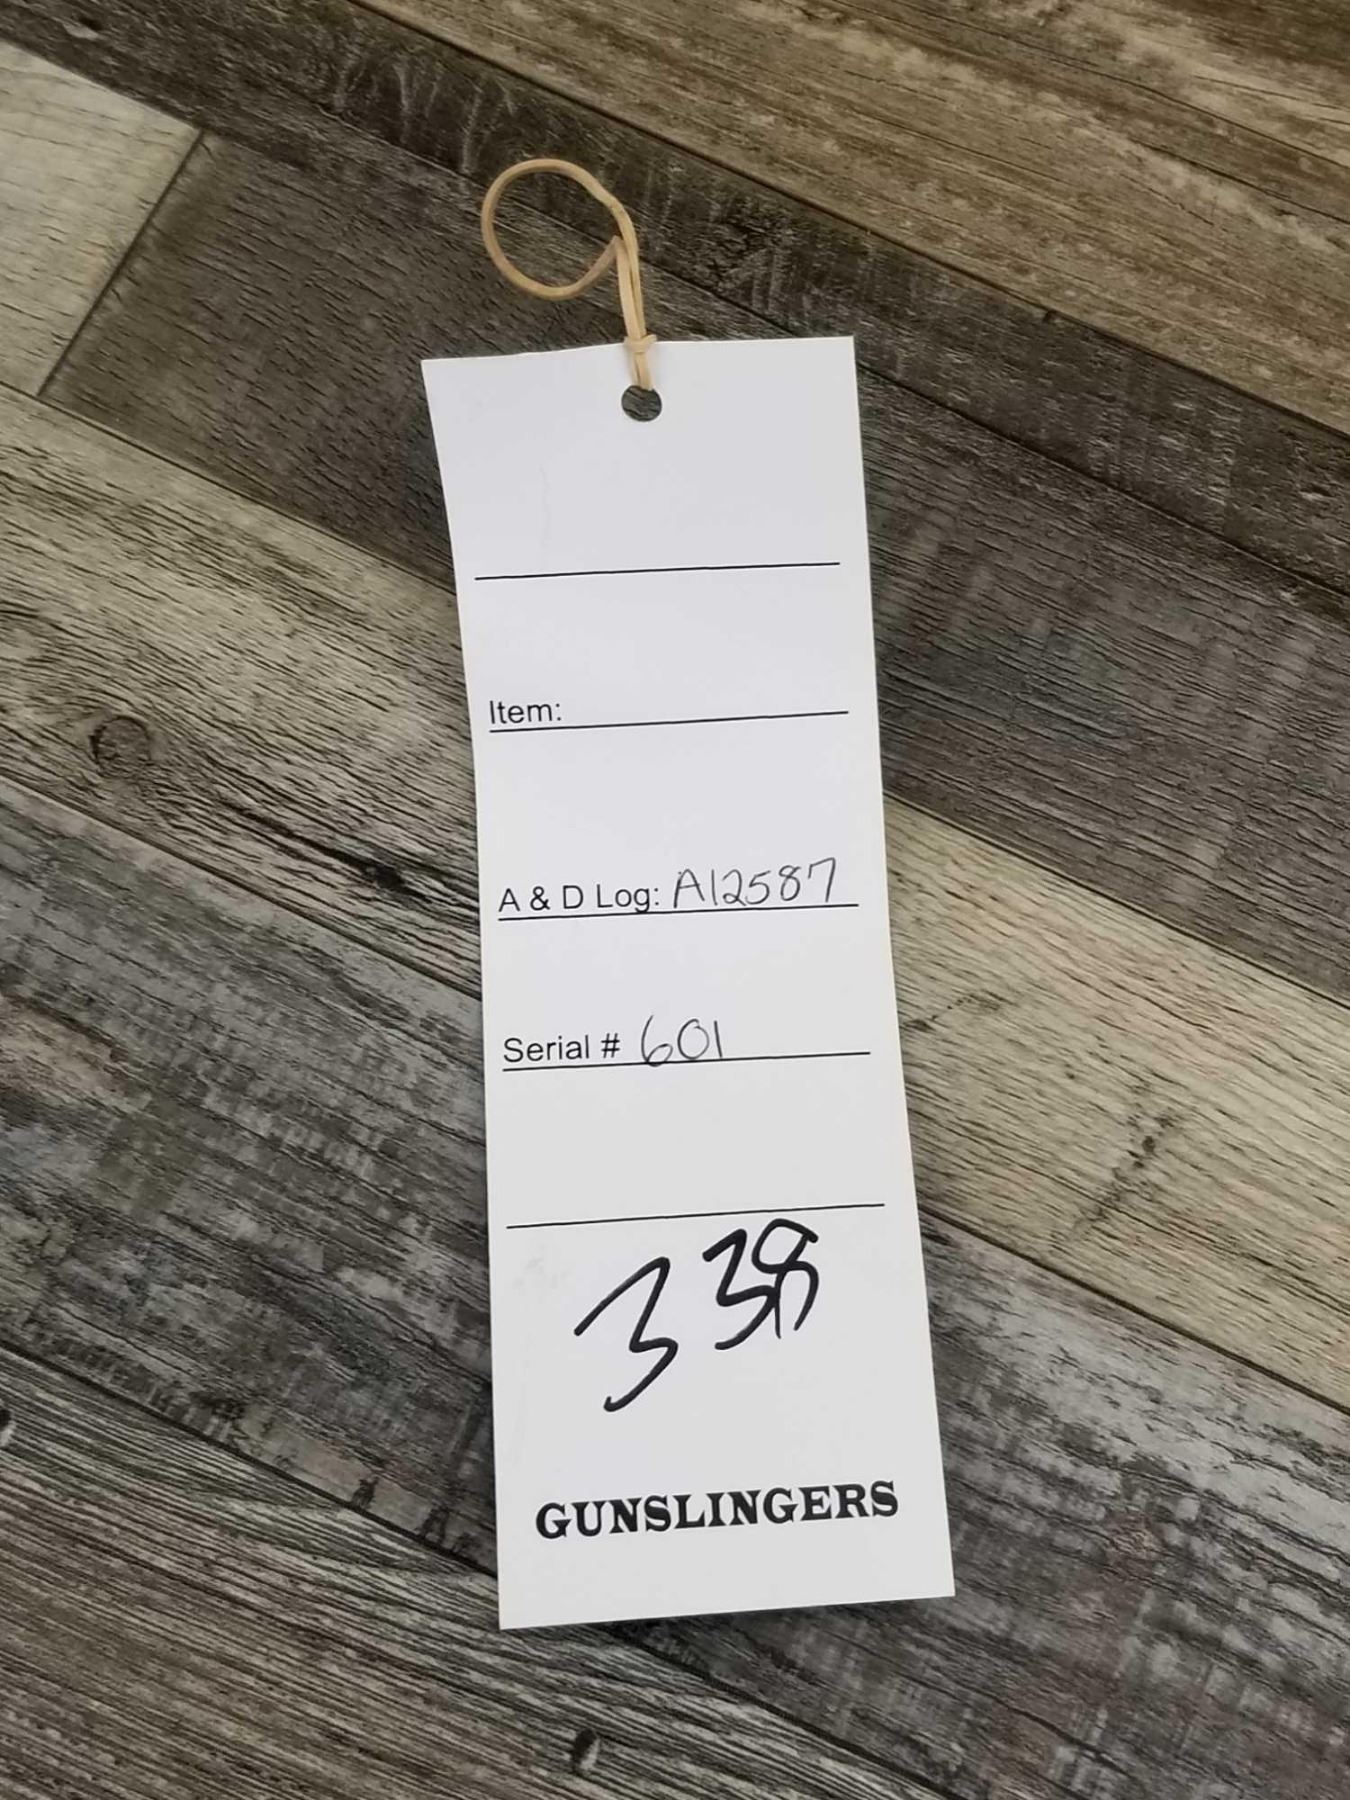 Item:
A & D Log: A12587
Serial # 601
338
GUNSLINGERS